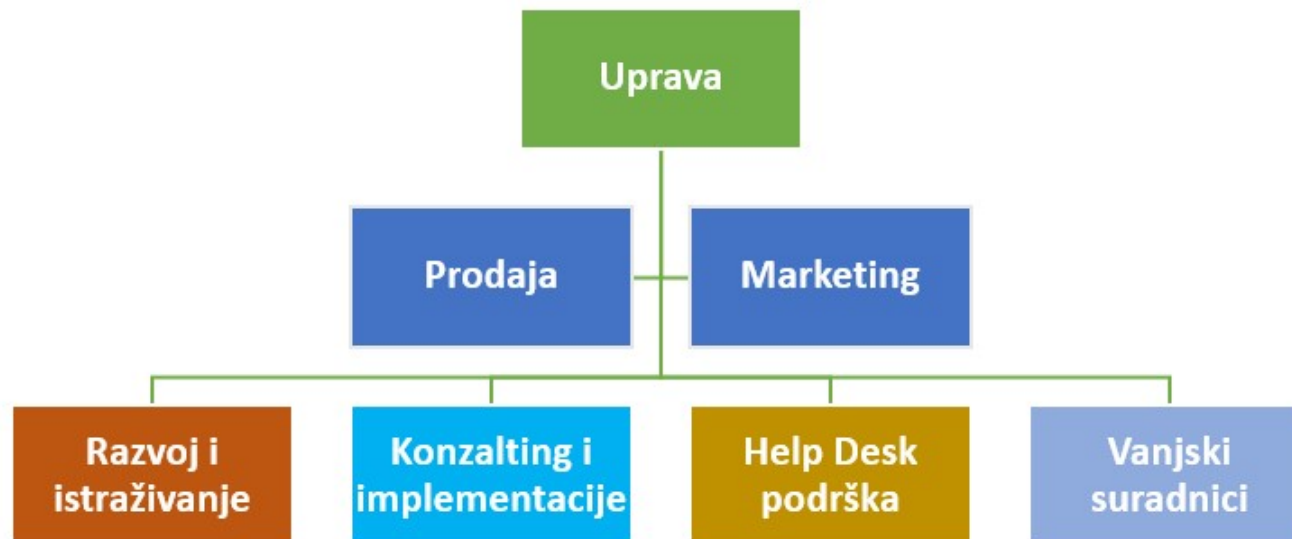 Uprava
Prodaja
Marketing
Razvoj i
istraživanje
Konzalting i
implementacije
Help Desk
podrška
Vanjski
suradnici